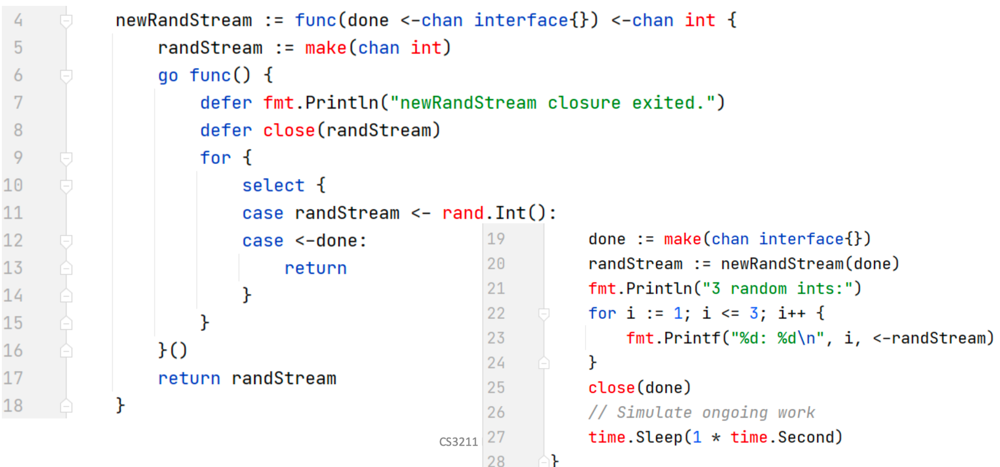 4 newRandStream := func(done <-chan interface{}) <-chan int {
5 randStream := make(chan int)
6 go func() {
7 defer fmt.Println("newRandStream closure exited.")
8 defer close(randStream)
9 for {
10 select {
11 case randStream <- rand.Int():
12 case <-done:
13 return
14 }
15 }
16 }()
17 return randStream
18 }
19 done := make(chan interface{})
20 randStream := newRandStream(done)
21 fmt.Println("3 random ints:")
22 for i := 1; i <= 3; i++ {
23 fmt.Printf("%d: %d\n", i, <-randStream)
24 }
25 close(done)
26 // Simulate ongoing work
27 time.Sleep(1 * time.Second)
28 }
CS3211